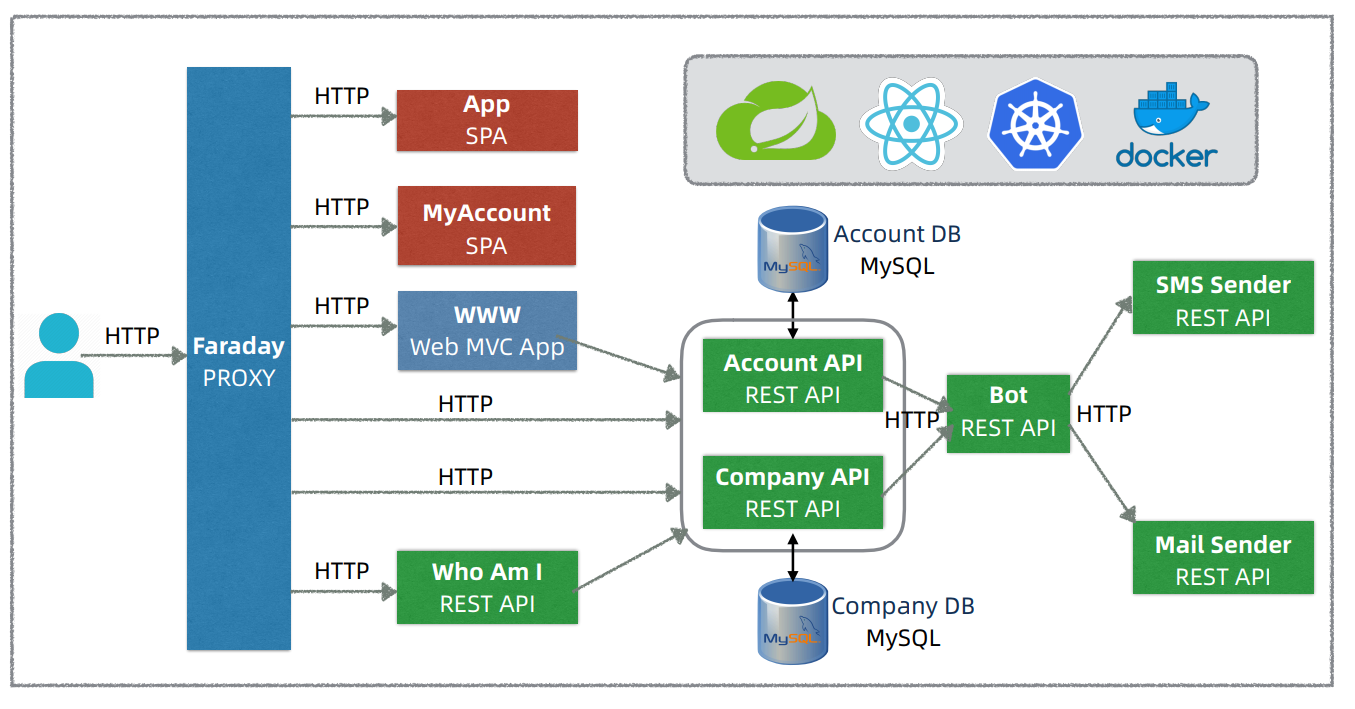 HTTP
Faraday
PROXY
HTTP
App
SPA
HTTP
MyAccount
SPA
HTTP
WWW
Web MVC App
HTTP
HTTP
HTTP
Who Am I
REST API
docker
MySQL
Account DB
MySQL
Account API
REST API
Company API
REST API
MySQL
Company DB
MySQL
HTTP
Bot
REST API
HTTP
SMS Sender
REST API
Mail Sender
REST API